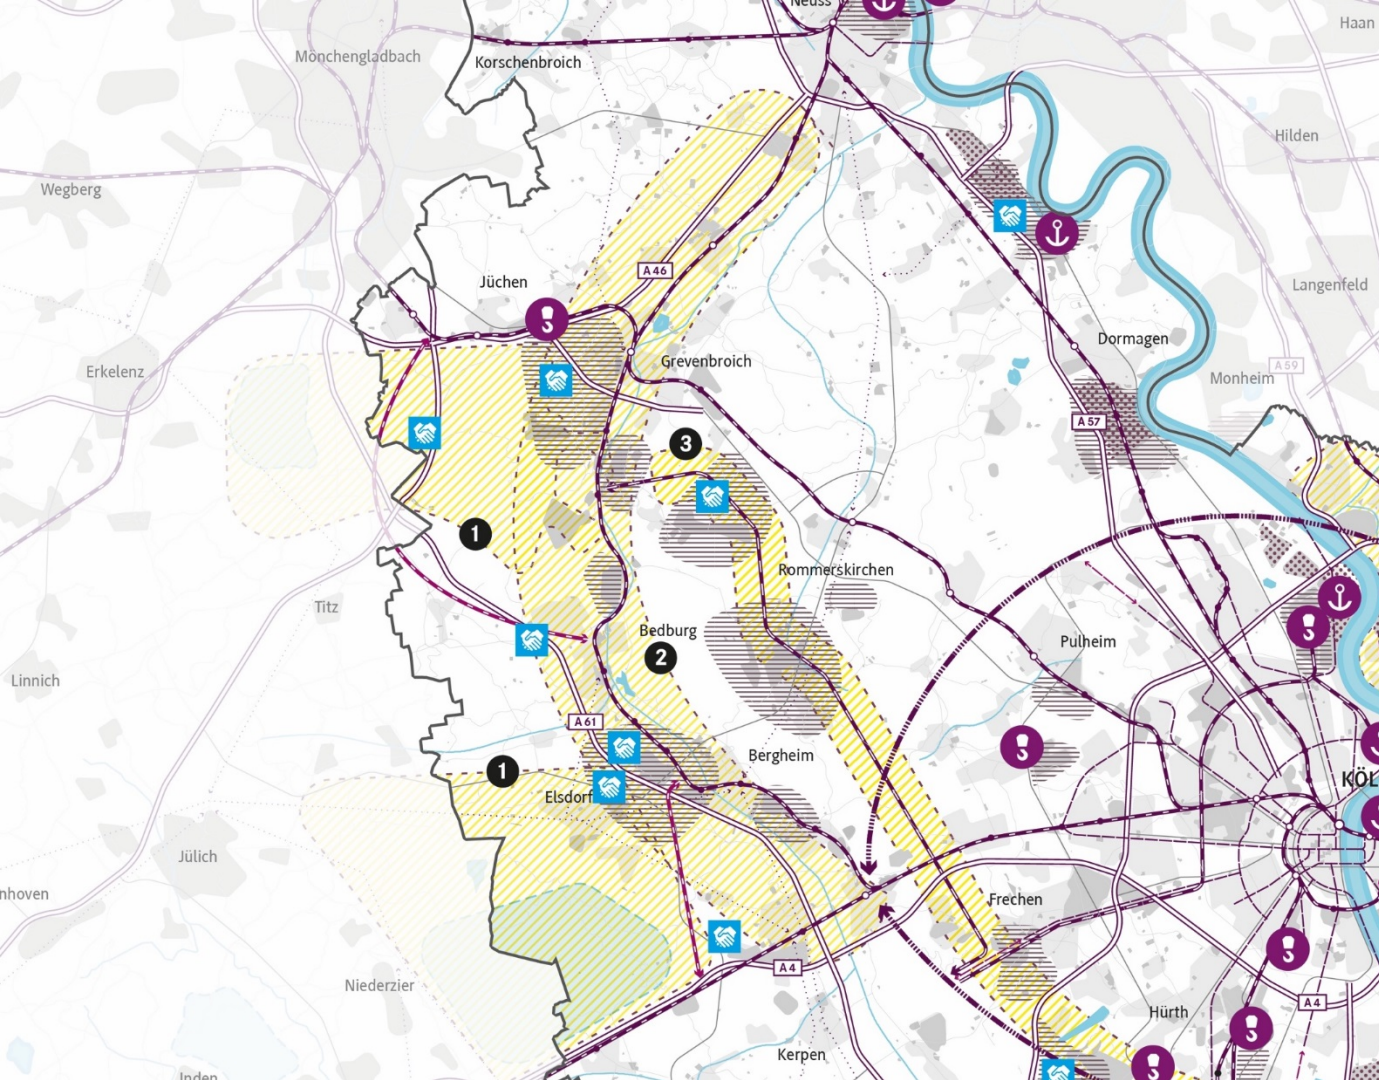 Neuss
Haan
Mönchengladbach
Korschenbroich
Hilden
Wegberg
A 46
Jüchen
Langenfeld
Dormagen
Grevenbroich
A 59
Erkelenz
Monheim
A 57
3
1
Rommerskirchen
Titz
Bedburg
Pulheim
2
Linnich
A 61
Bergheim
1
KÖL
Elsdorf
Jülich
nhoven
Frechen
A 4
Niederzier
A 4
Hürth
Kerpen
Inden